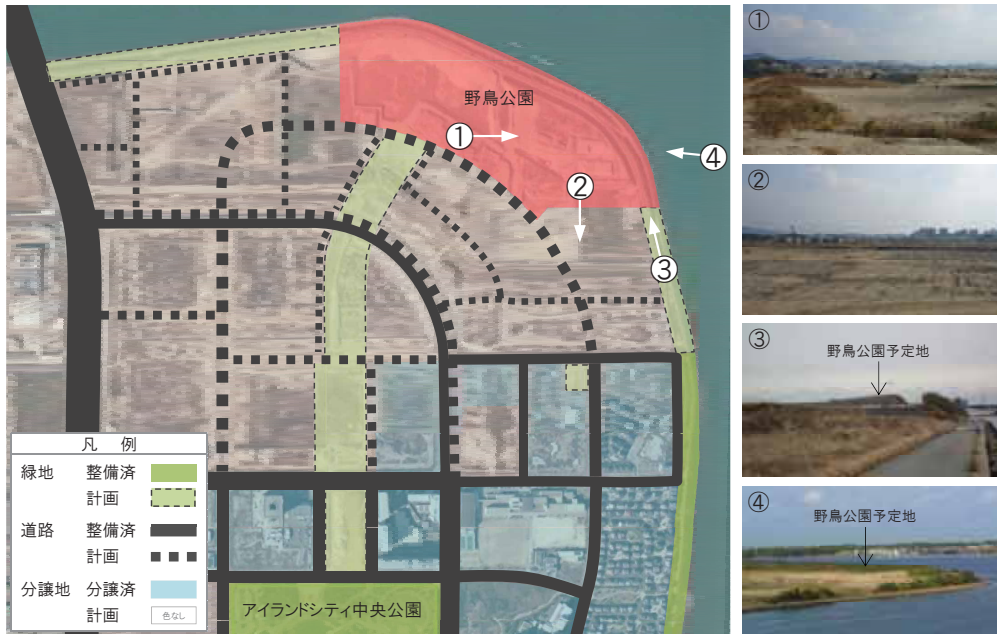 野鳥公園
①
②
③
④
アイランドシティ中央公園
凡 例
緑地 整備済
計画
道路 整備済
計画
分譲地 分譲済
計画 色なし
①
②
③
野鳥公園予定地
④
野鳥公園予定地